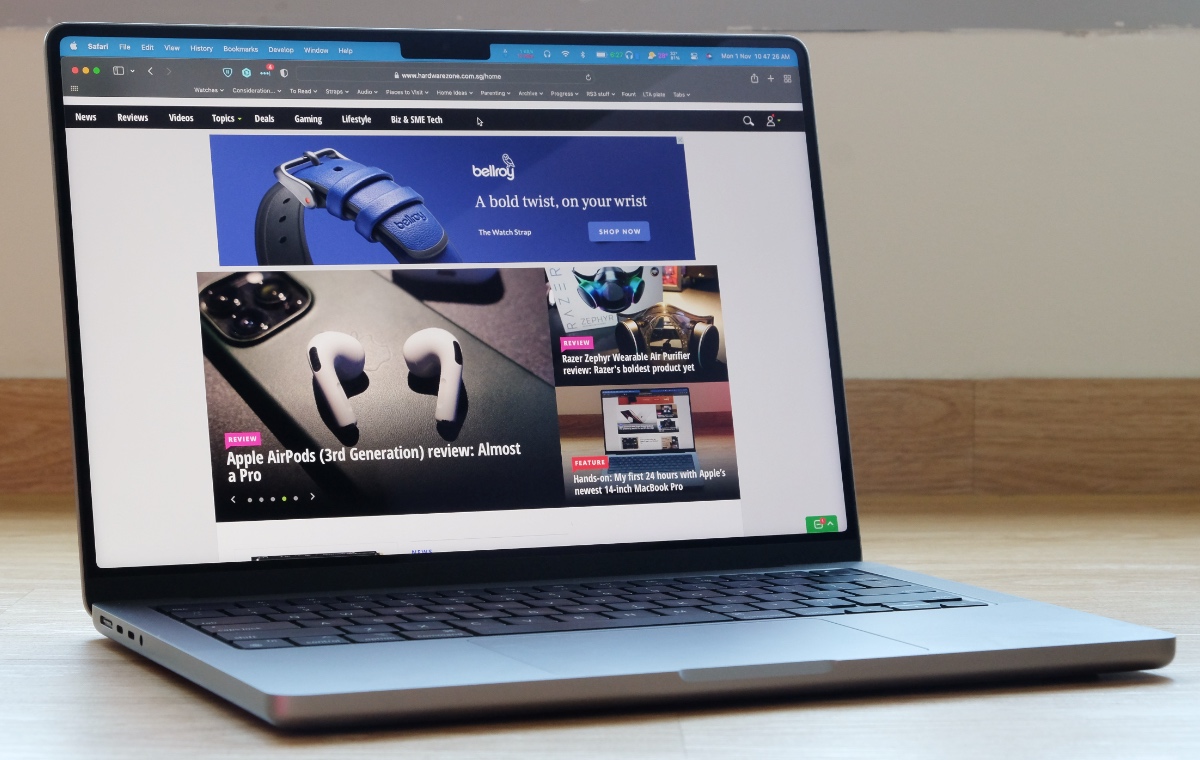 Safari File Edit View History Bookmarks Develop Window Help
Mon 1 Nov 10:47:26 AM
www.hardwarezone.com.sg/home
Watches Consideration... To Read Straps Audio Places to Visit Home Ideas Parenting Archive Progress RS3 stuff Fount LTA plate Tabs
News Reviews Videos Topics Deals Gaming Lifestyle Biz & SME Tech
bellroy
A bold twist, on your wrist
The Watch Strap
SHOP NOW
bellroy
REVIEW
Apple AirPods (3rd Generation) review: Almost
a Pro
RAZER
ZEPHYR
REVIEW
Razer Zephyr Wearable Air Purifier
review: Razer's boldest product yet
FEATURE
Hands-on: My first 24 hours with Apple's
newest 14-inch MacBook Pro
NEWS